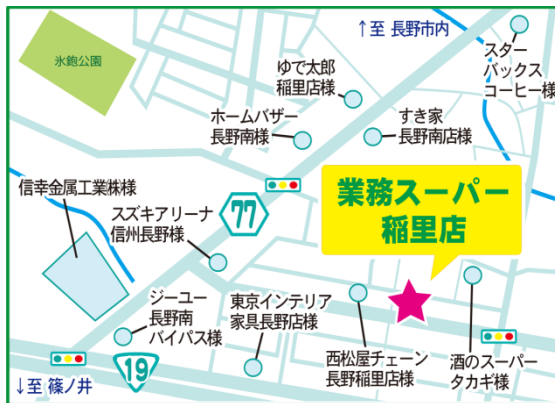 ↑至 長野市内
スター
バックス
コーヒー様
氷鉋公園
ゆで太郎
稲里店様
ホームバザー
長野南様
すき家
長野南店様
信幸金属工業㈱様
スズキアリーナ
信州長野様
77
業務スーパー
稲里店
ジーユー
長野南
バイパス様
東京インテリア
家具長野店様
西松屋チェーン
長野稲里店様
酒のスーパー
タカギ様
19
↓至 篠ノ井